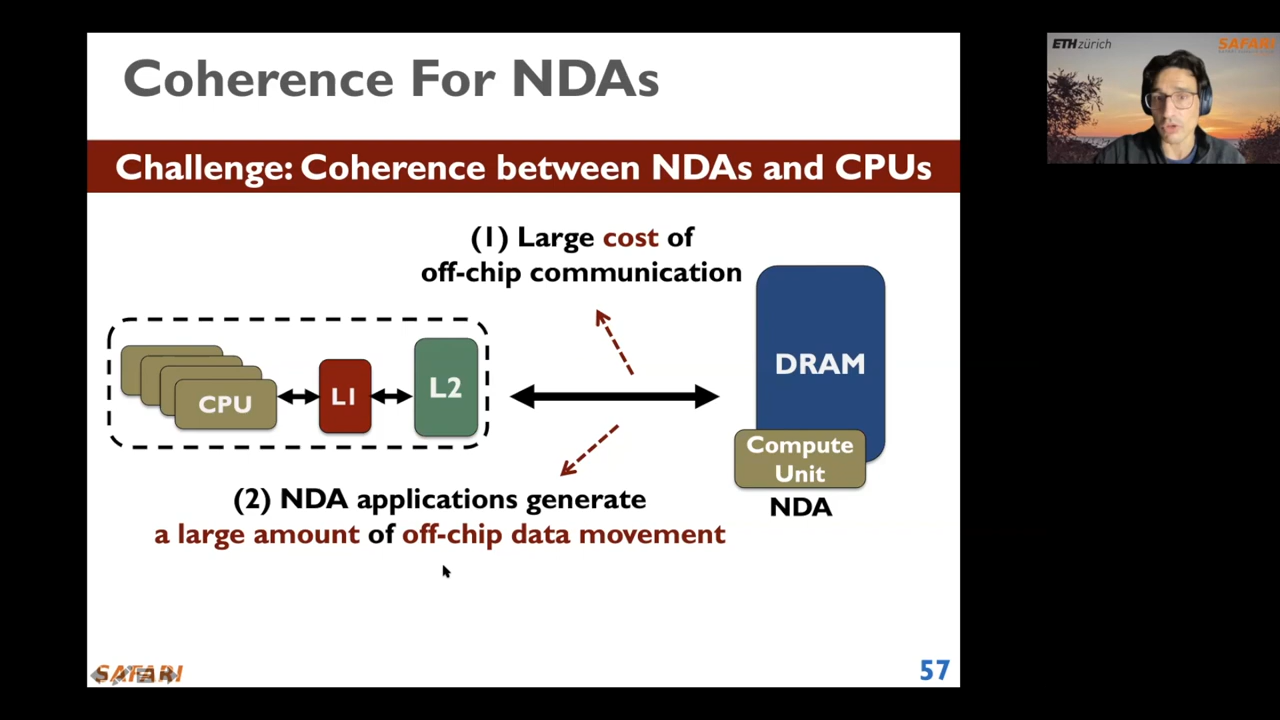 Coherence For NDAs
Challenge: Coherence between NDAs and CPUs
(1) Large cost of
off-chip communication
CPU
L1
L2
DRAM
Compute
Unit
NDA
(2) NDA applications generate
a large amount of off-chip data movement
SAFARI
57
ETH zürich
SAFARI